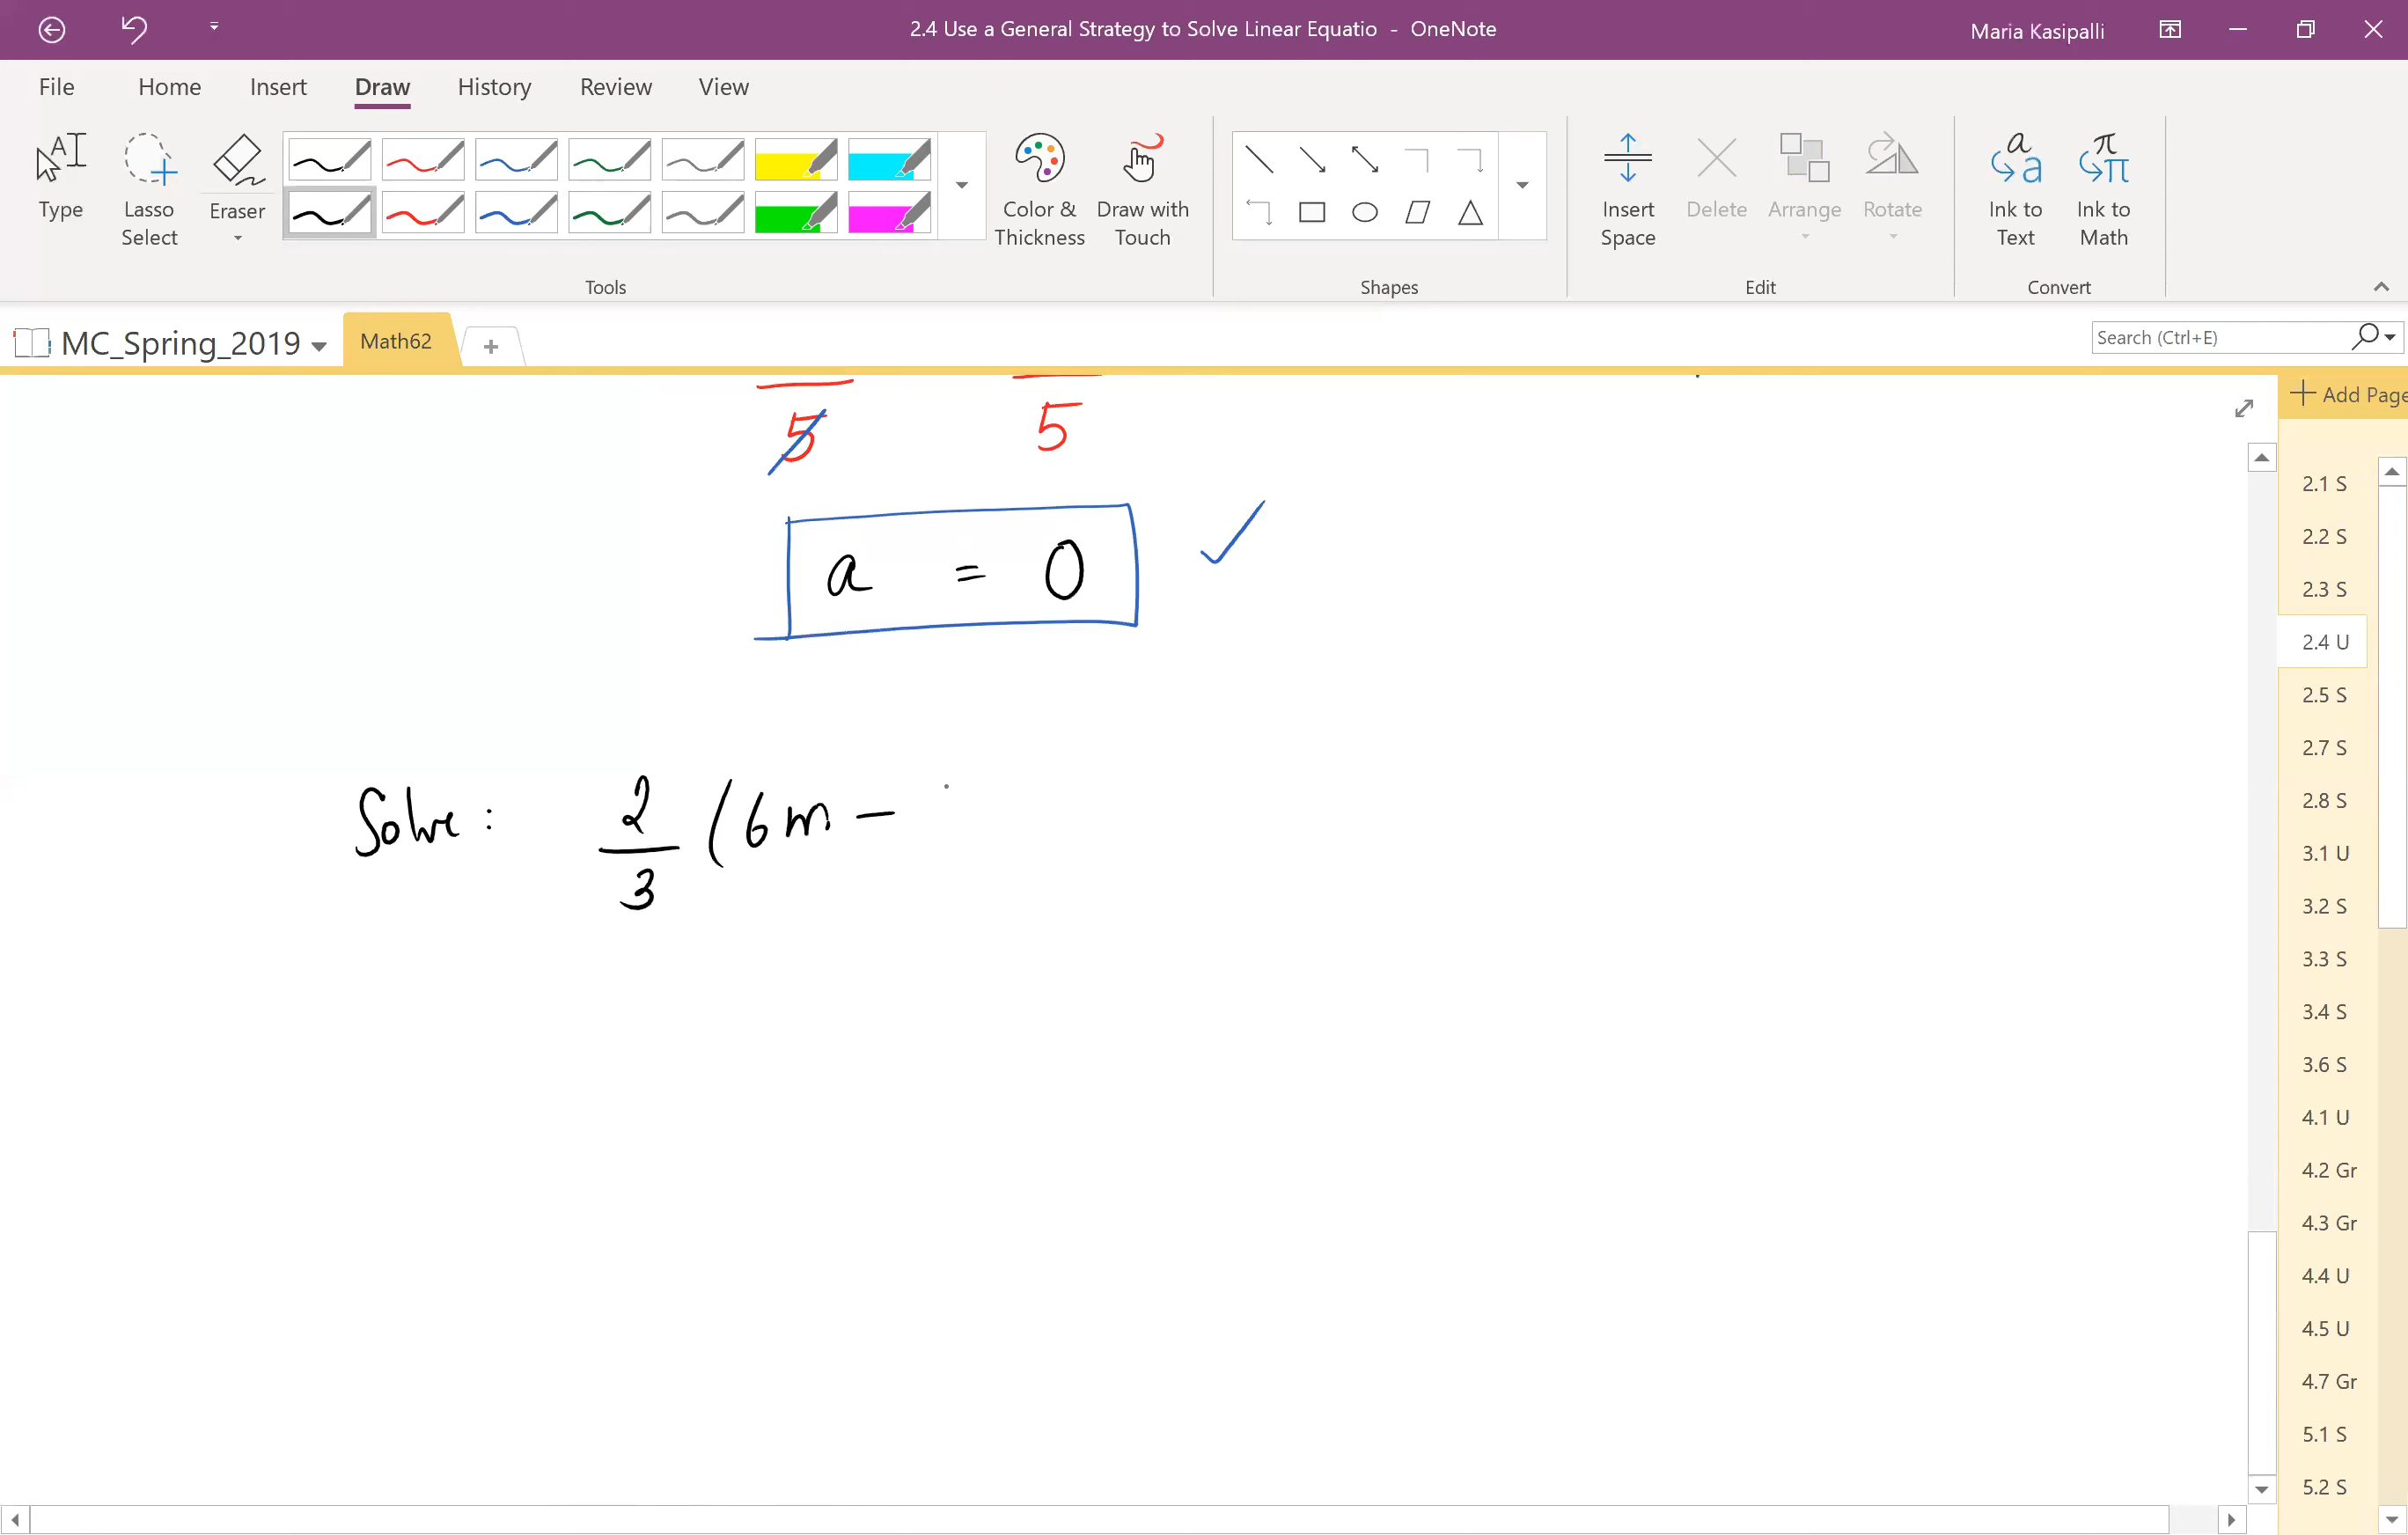 2.4 Use a General Strategy to Solve Linear Equatio - OneNote
Maria Kasipalli
File Home Insert Draw History Review View
Type
Lasso Select
Eraser
Color & Thickness
Draw with Touch
Insert Space
Delete
Arrange
Rotate
Ink to Text
Ink to Math
Tools
Shapes
Edit
Convert
MC_Spring_2019
Math62
Search (Ctrl+E)
Add Page
5 5
a = 0
Solve: 2/3 (6m −
2.1 S
2.2 S
2.3 S
2.4 U
2.5 S
2.7 S
2.8 S
3.1 U
3.2 S
3.3 S
3.4 S
3.6 S
4.1 U
4.2 Gr
4.3 Gr
4.4 U
4.5 U
4.7 Gr
5.1 S
5.2 S